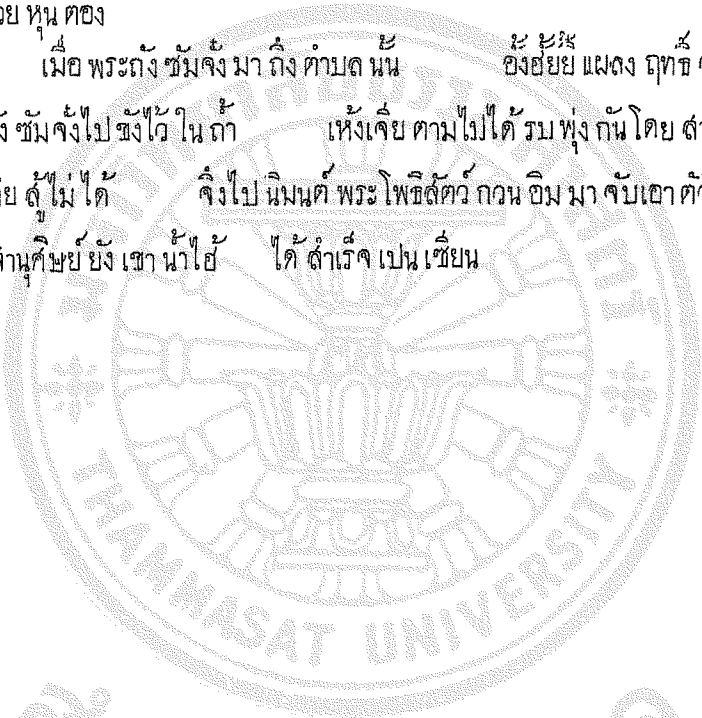 วย หุน ตอง
เมื่อ พระถัง ซัมจั๋ง มา ถึง ตำบล นั้น อั้งฮัยยี้ แผลง ฤทธิ์
ง ซัมจั๋งไป ขังไว้ ใน ถ้ำ เห้งเจีย ตามไปได้ รบ พุ่ง กัน โดย
ย สู้ ไม่ ได้ จึ่งไป นิมนต์ พระ โพธิสัตว์ กวน อิม มา จับเอา ตัว
านุศิษย์ ยัง เขา น้ำไฮ้ ได้ สำเร็จ เปน เซียน
THAMMASAT UNIVERSITY